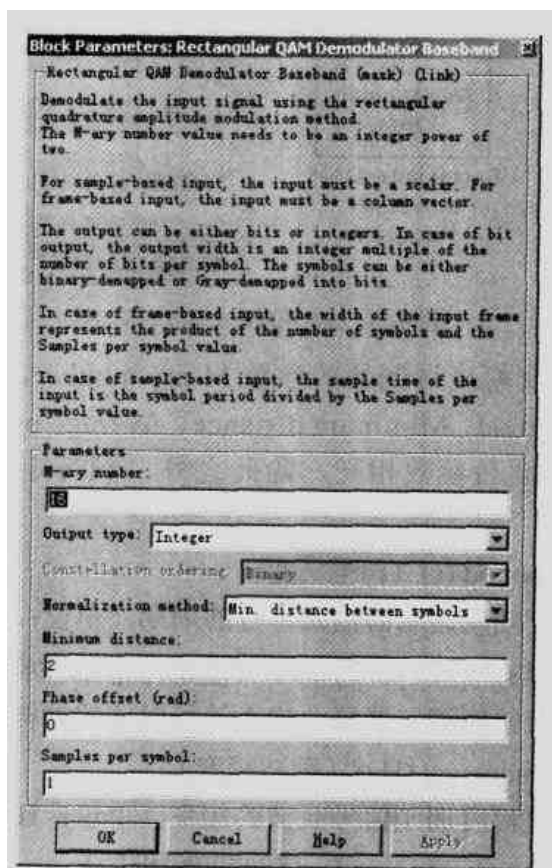 Block Parameters: Rectangular QAM Demodulator Baseband
Rectangular QAM Demodulator Baseband (mask) (link)
Demodulate the input signal using the rectangular
quadrature amplitude modulation method.
The M-ary number value needs to be an integer power of
two.
For sample-based input, the input must be a scalar. For
frame-based input, the input must be a column vector.
The output can be either bits or integers. In case of bit
output, the output width is an integer multiple of the
number of bits per symbol. The symbols can be either
binary-demapped or Gray-demapped into bits.
In case of frame-based input, the width of the input frame
represents the product of the number of symbols and the
Samples per symbol value.
In case of sample-based input, the sample time of the
input is the symbol period divided by the Samples per
symbol value.
Parameters
M-ary number:
16
Output type: Integer
Constellation ordering: Binary
Normalization method: Min. distance between symbols
Minimum distance:
2
Phase offset (rad):
0
Samples per symbol:
1
OK Cancel Help Apply